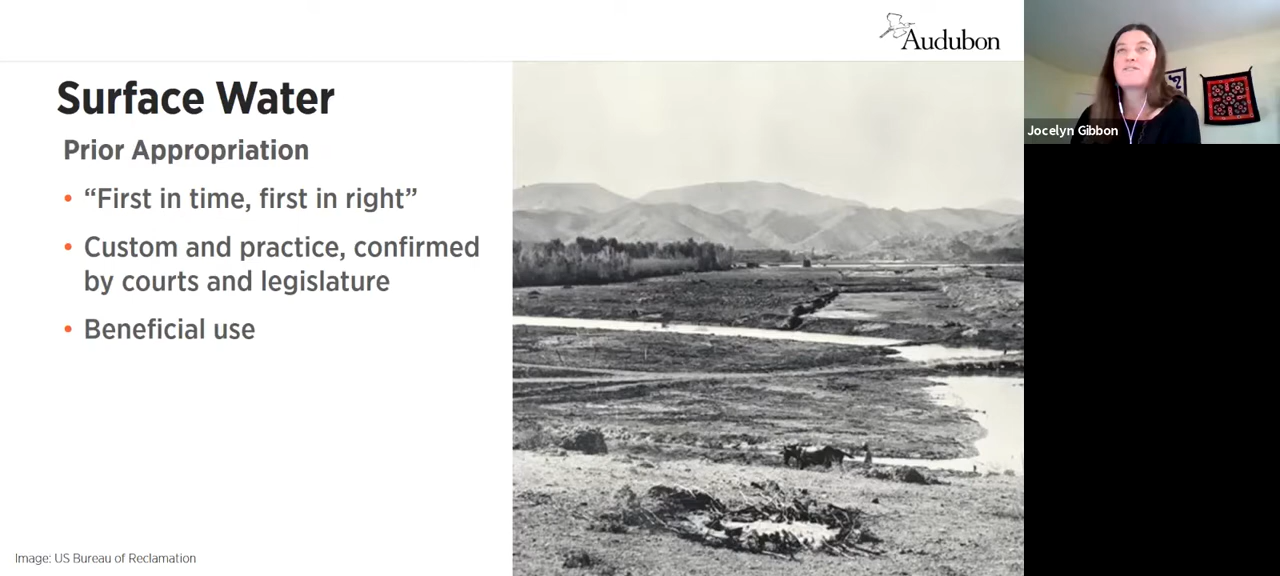 Audubon
Surface Water
Prior Appropriation
• “First in time, first in right”
• Custom and practice, confirmed
by courts and legislature
• Beneficial use
Image: US Bureau of Reclamation
Jocelyn Gibbon